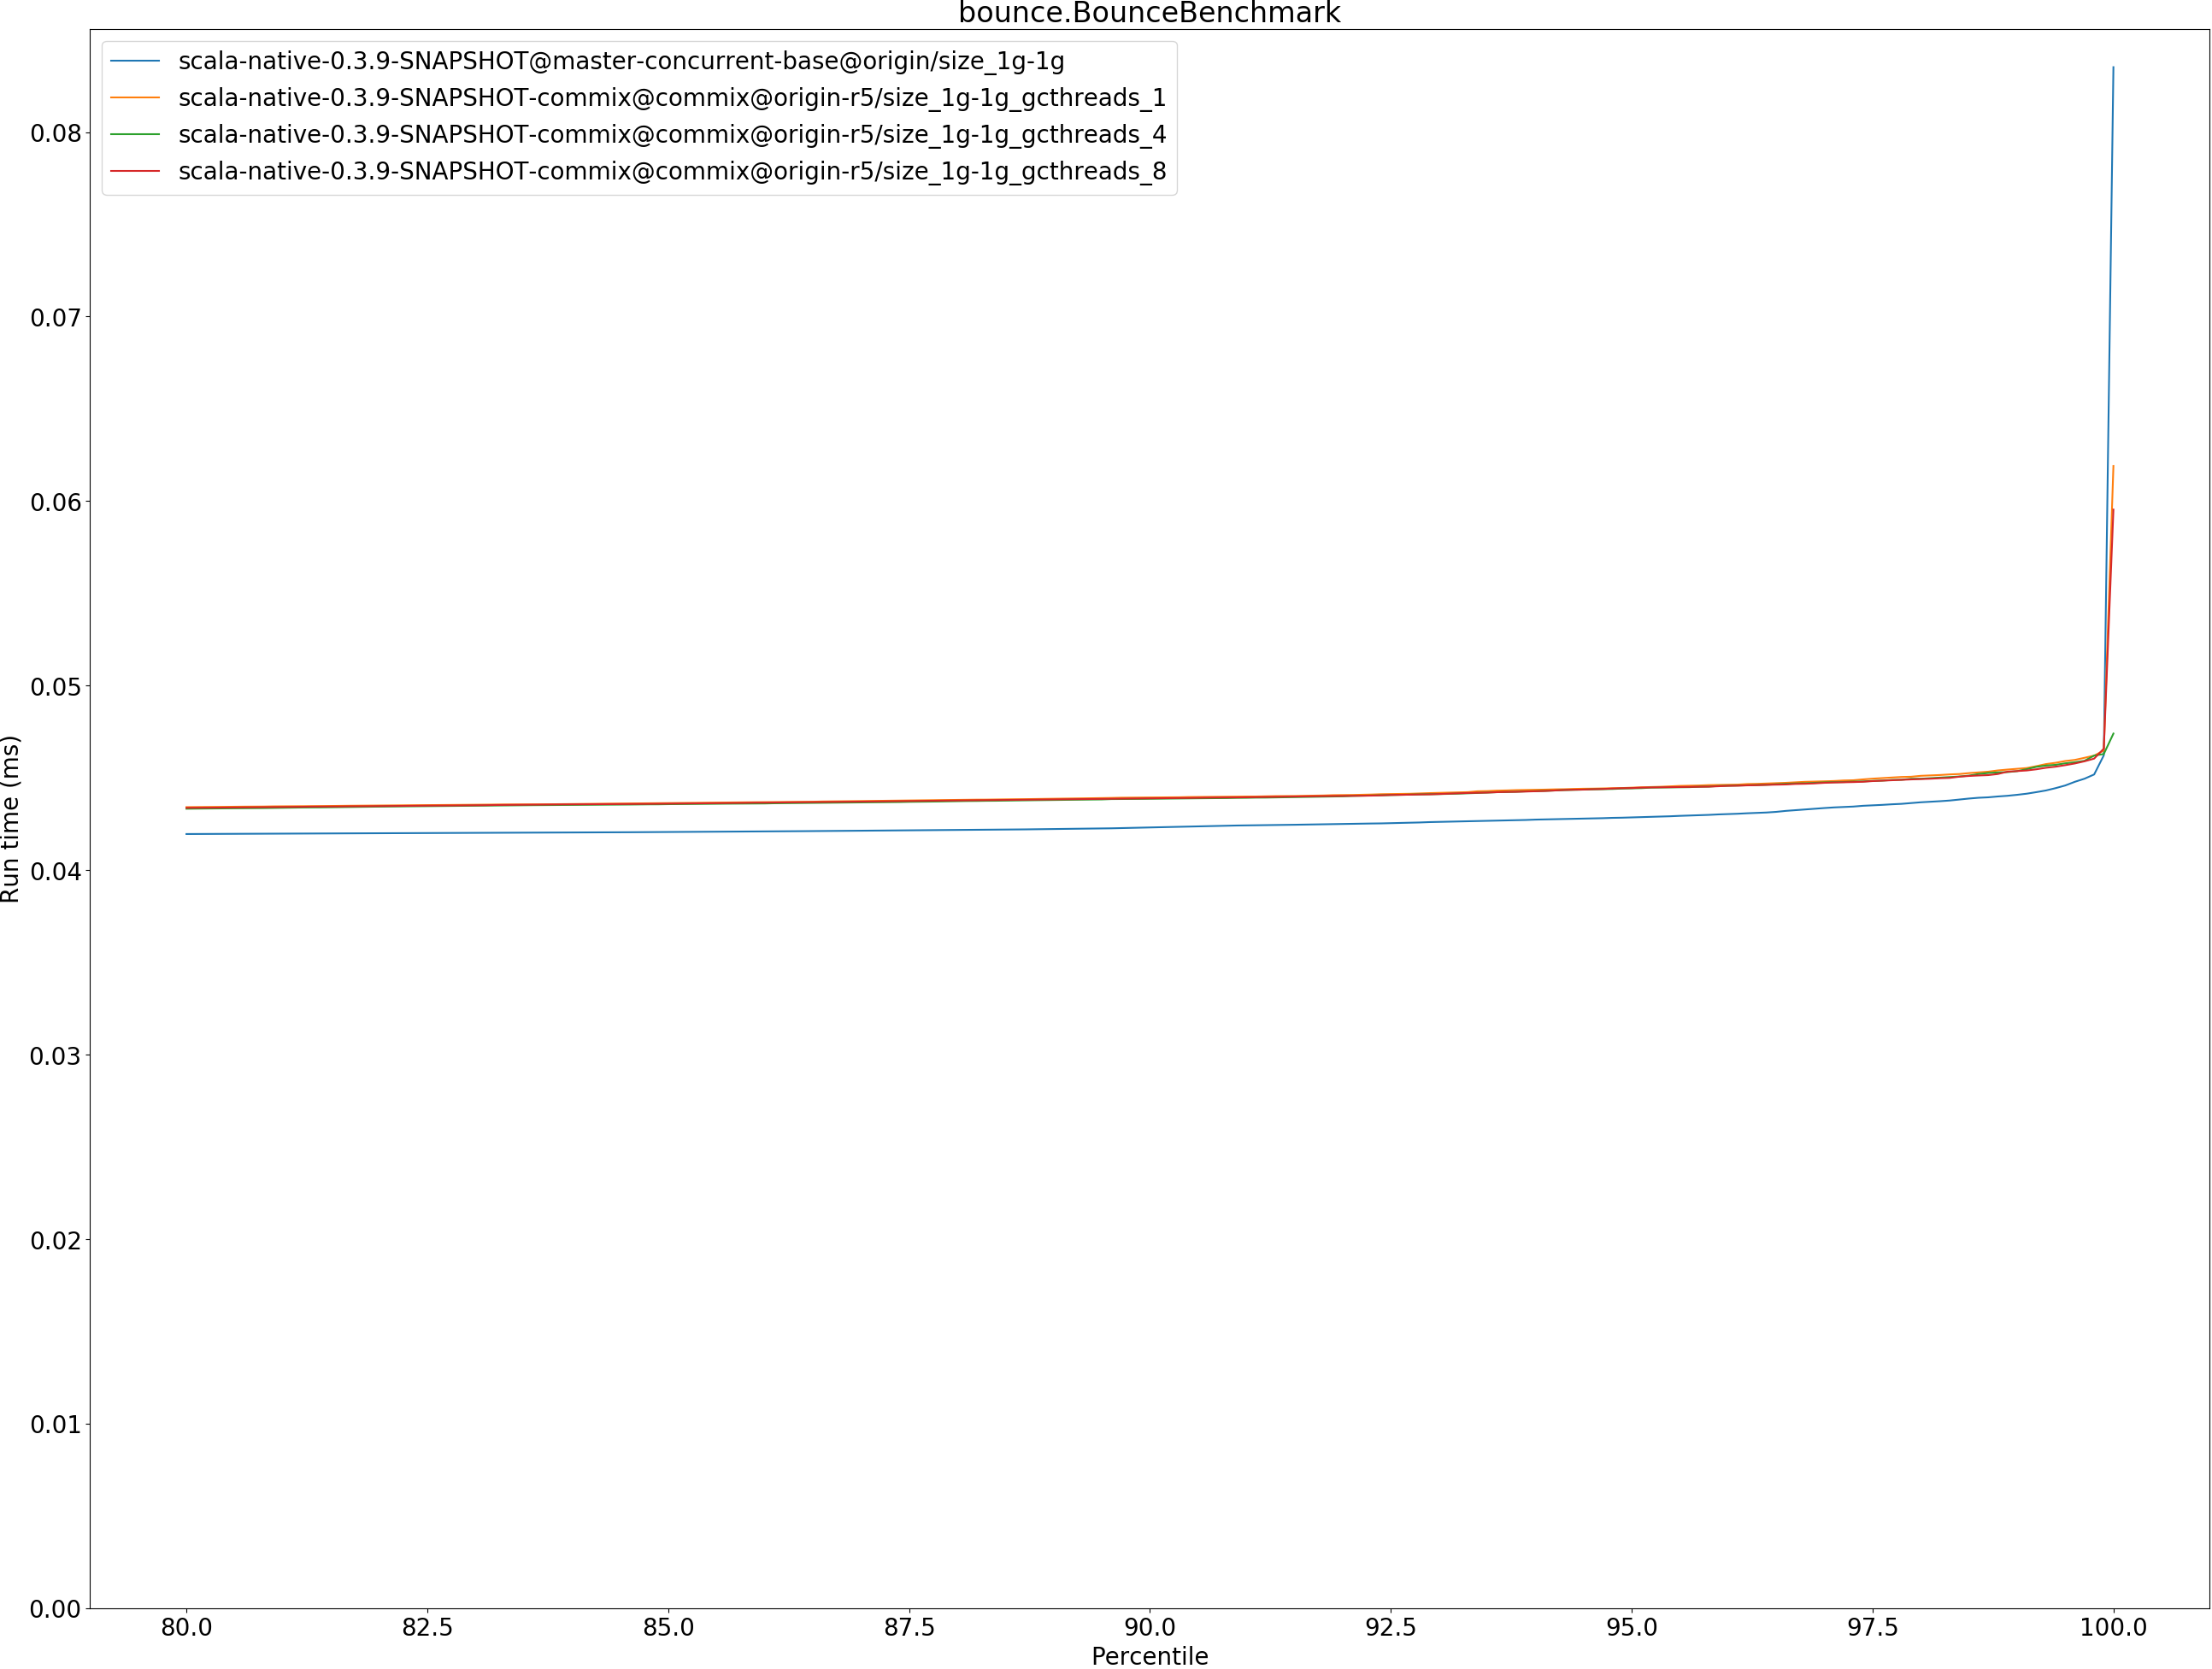 bounce.BounceBenchmark
scala-native-0.3.9-SNAPSHOT@master-concurrent-base@origin/size_1g-1g
scala-native-0.3.9-SNAPSHOT-commix@commix@origin-r5/size_1g-1g_gcthreads_1
scala-native-0.3.9-SNAPSHOT-commix@commix@origin-r5/size_1g-1g_gcthreads_4
scala-native-0.3.9-SNAPSHOT-commix@commix@origin-r5/size_1g-1g_gcthreads_8
0.08
0.07
0.06
0.05
0.04
0.03
0.02
0.01
0.00
Run time (ms)
80.0 82.5 85.0 87.5 90.0 92.5 95.0 97.5 100.0
Percentile